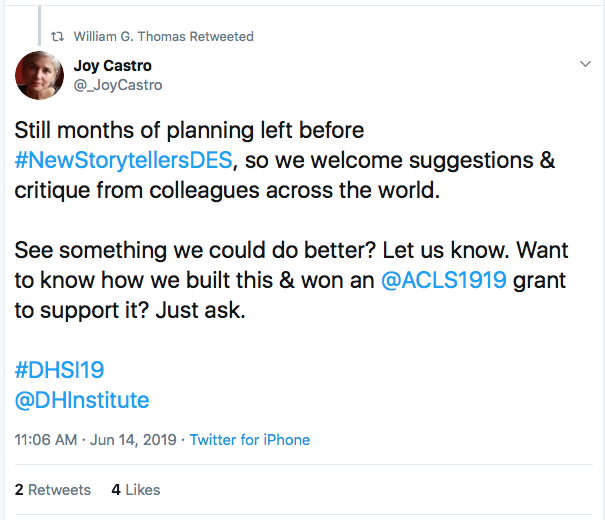 William G. Thomas Retweeted
Joy Castro
@_JoyCastro
Still months of planning left before
#NewStorytellersDES, so we welcome suggestions &
critique from colleagues across the world.
See something we could do better? Let us know. Want
to know how we built this & won an @ACLS1919 grant
to support it? Just ask.
#DHSI19
@DHInstitute
11:06 AM · Jun 14, 2019 · Twitter for iPhone
2 Retweets 4 Likes